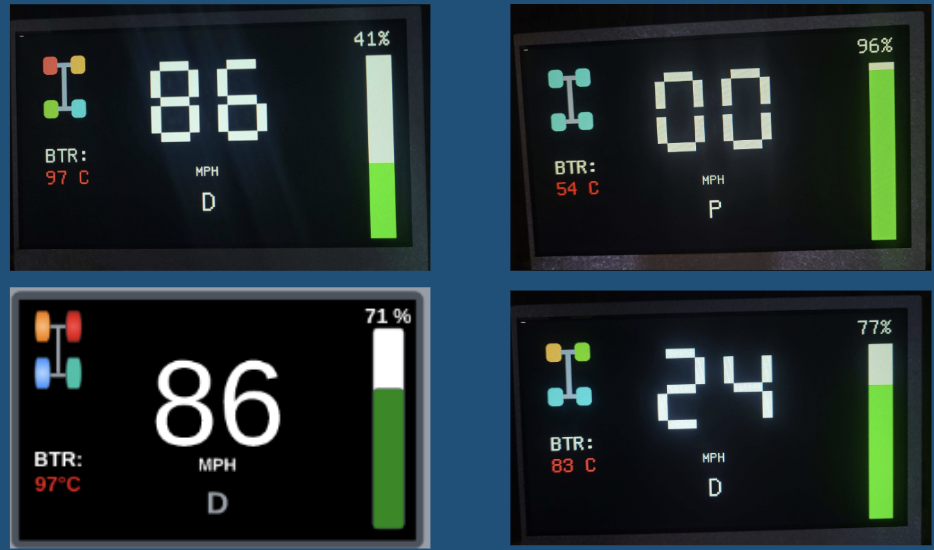 41%
86
BTR:
97 C
MPH
D
96%
00
BTR:
54 C
MPH
P
71 %
86
BTR:
97°C
MPH
D
77%
24
BTR:
83 C
MPH
D